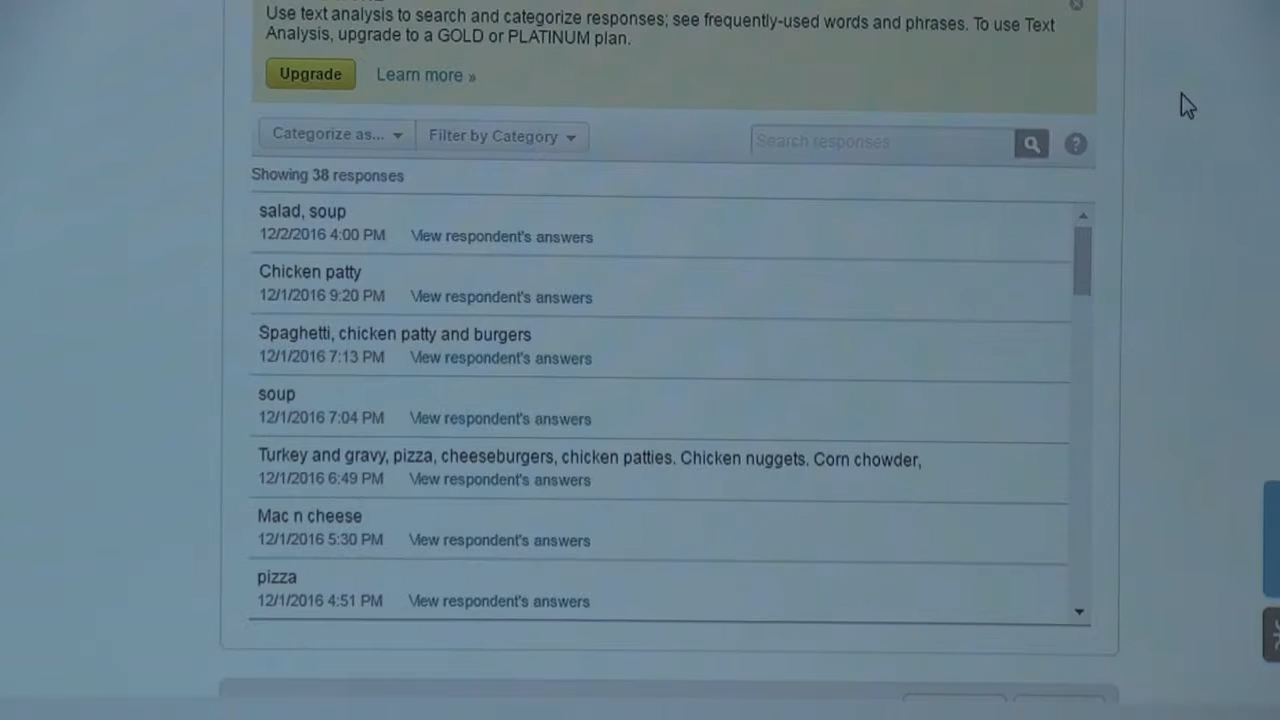 Use text analysis to search and categorize responses; see frequently-used words and phrases. To use Text
Analysis, upgrade to a GOLD or PLATINUM plan.
Upgrade Learn more »
Categorize as... Filter by Category Search responses ?
Showing 38 responses
salad, soup
12/2/2016 4:00 PM View respondent's answers
Chicken patty
12/1/2016 9:20 PM View respondent's answers
Spaghetti, chicken patty and burgers
12/1/2016 7:13 PM View respondent's answers
soup
12/1/2016 7:04 PM View respondent's answers
Turkey and gravy, pizza, cheeseburgers, chicken patties. Chicken nuggets. Corn chowder,
12/1/2016 6:49 PM View respondent's answers
Mac n cheese
12/1/2016 5:30 PM View respondent's answers
pizza
12/1/2016 4:51 PM View respondent's answers